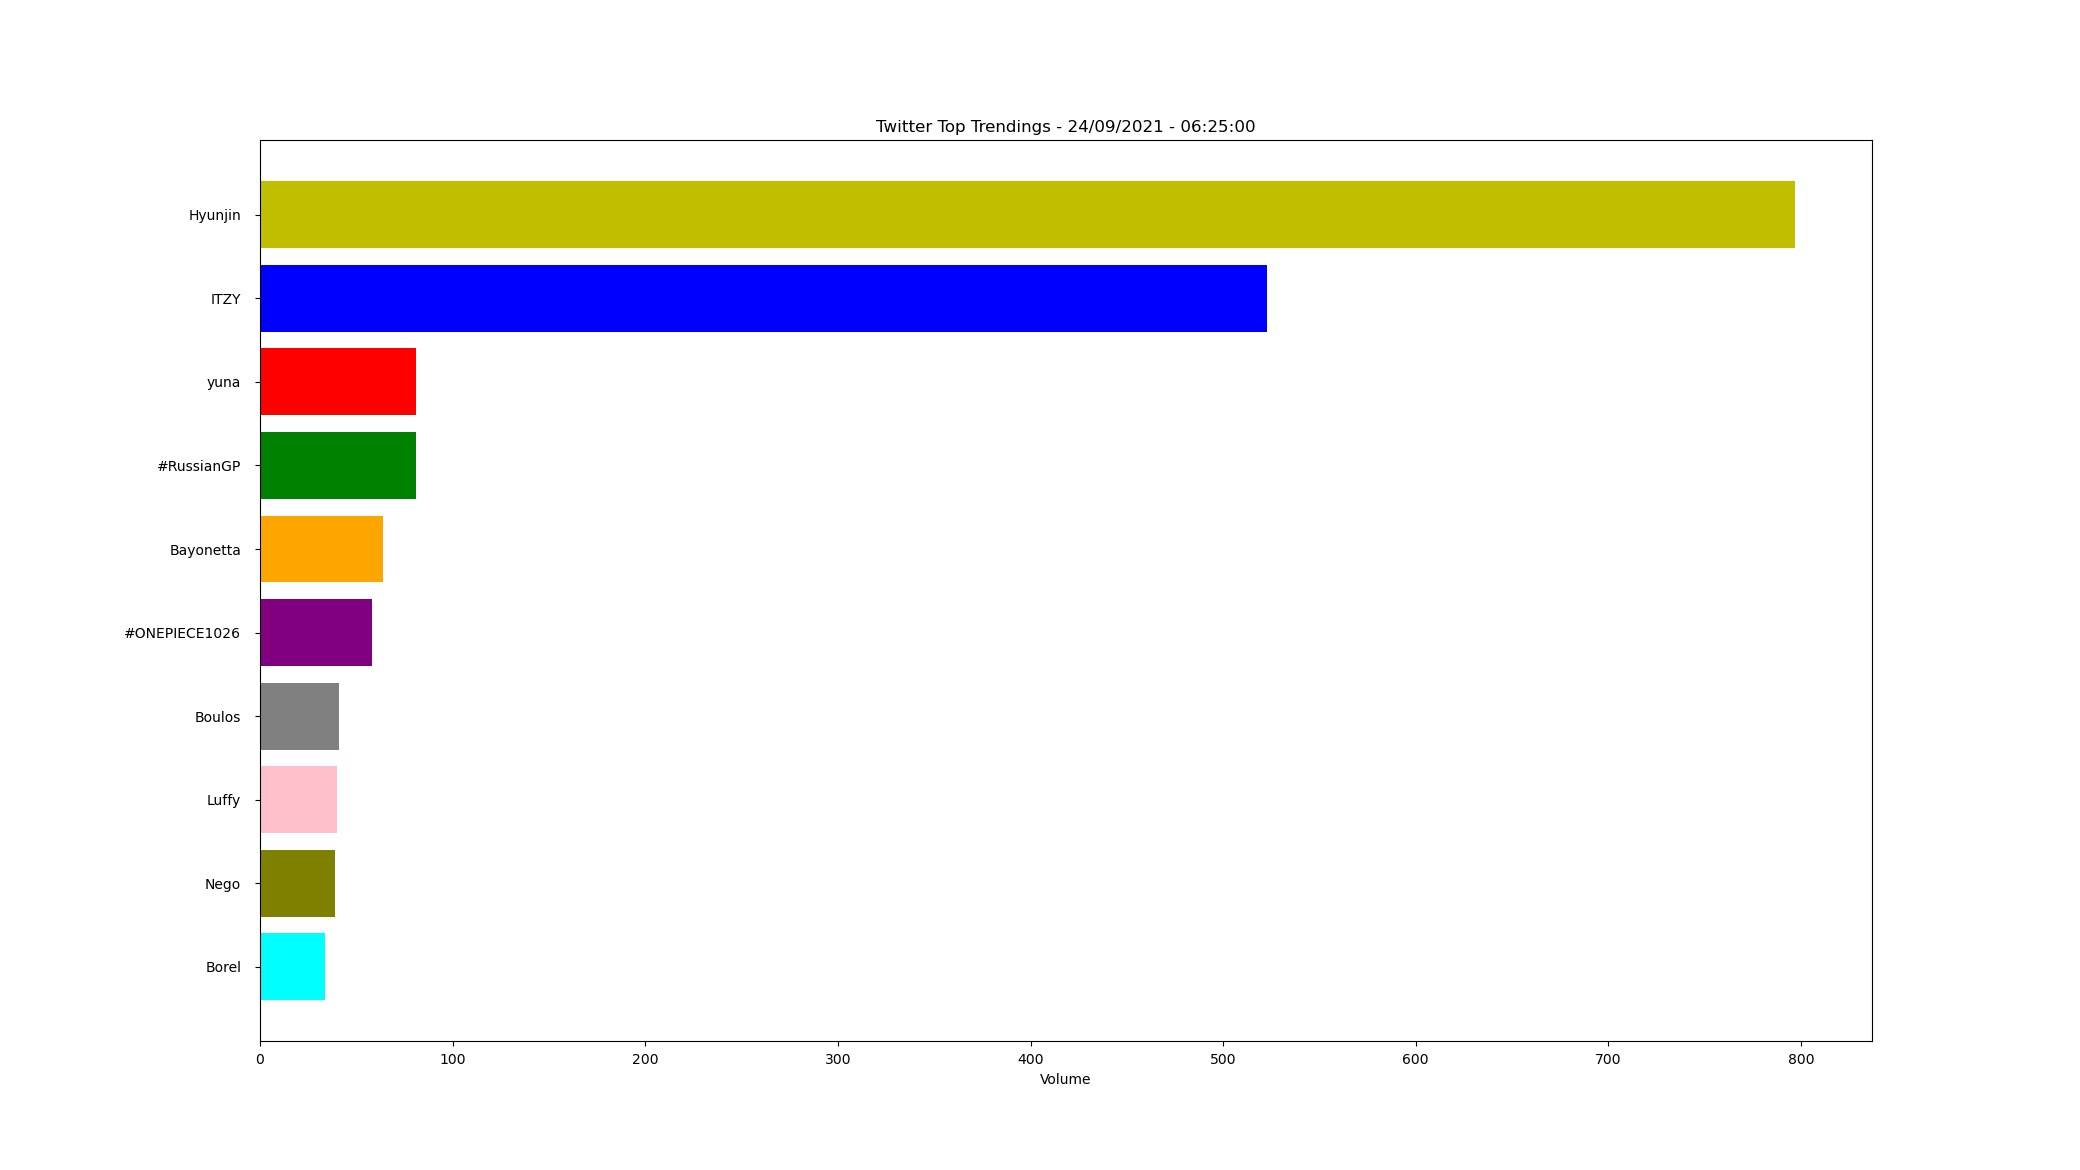 Twitter Top Trendings - 24/09/2021 - 06:25:00
Hyunjin
ITZY
yuna
#RussianGP
Bayonetta
#ONEPIECE1026
Boulos
Luffy
Nego
Borel
0 100 200 300 400 500 600 700 800
Volume